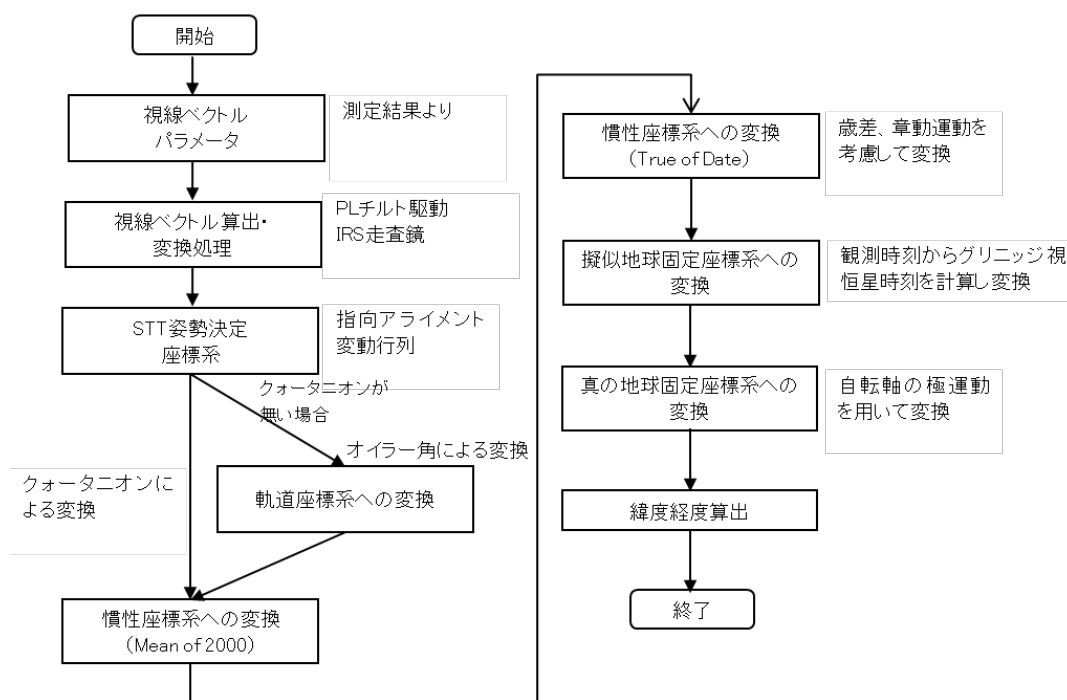 開始
視線ベクトル
パラメータ
測定結果より
視線ベクトル算出・
変換処理
PLチルト駆動
IRS走査鏡
STT姿勢決定
座標系
指向アライメント
変動行列
クォータニオンが
無い場合
オイラー角による変換
クォータニオンに
よる変換
軌道座標系への変換
慣性座標系への変換
(Mean of 2000)
慣性座標系への変換
(True of Date)
歳差、章動運動を
考慮して変換
擬似地球固定座標系への
変換
観測時刻からグリニッジ視
恒星時刻を計算し変換
真の地球固定座標系への
変換
自転軸の極運動
を用いて変換
緯度経度算出
終了